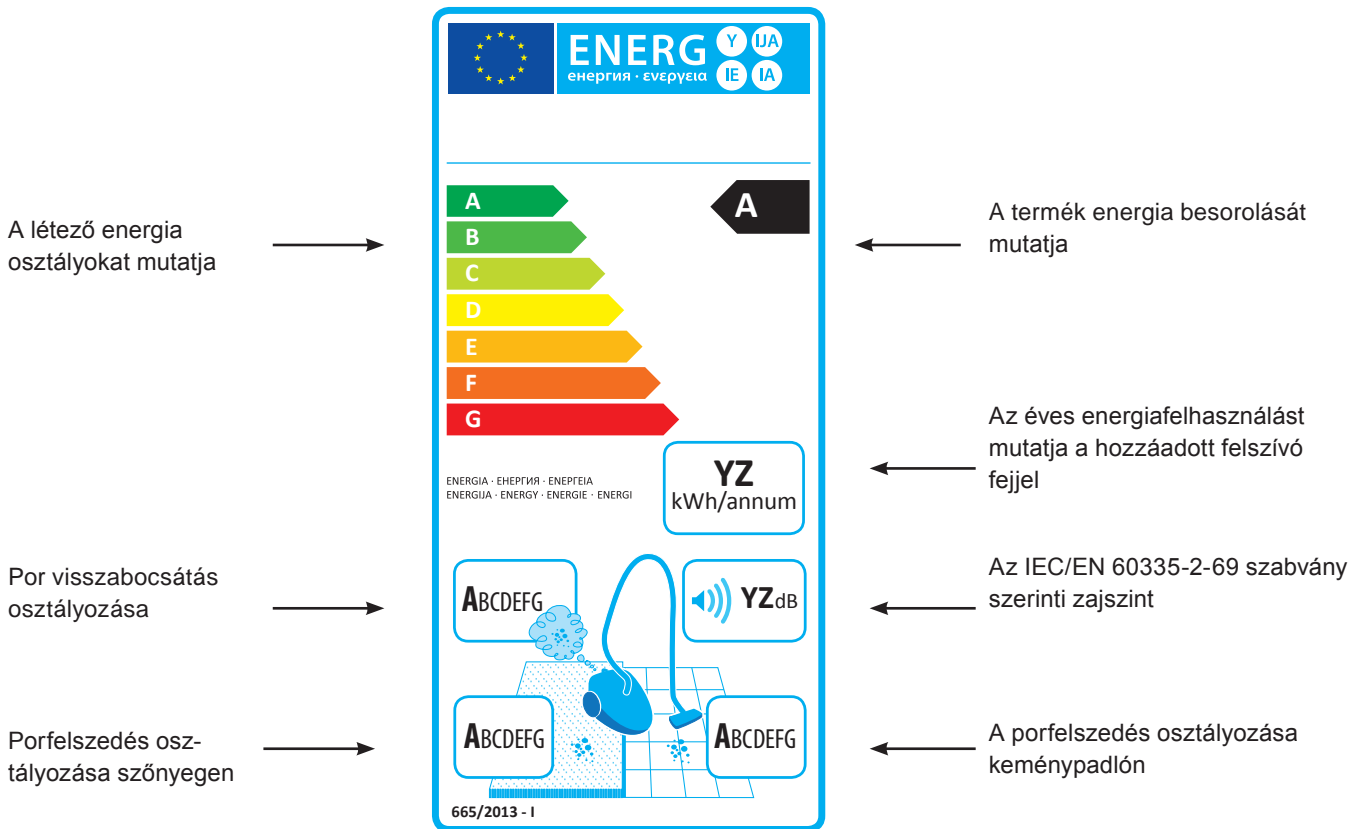 ENERG Y IJA
енергия · ενεργεια IE IA
A létező energia
osztályokat mutatja
A
B
C
D
E
F
G
A
A termék energia besorolását
mutatja
Az éves energiafelhasználást
mutatja a hozzáadott felszívó
fejjel
YZ
kWh/annum
ENERGIA · ЕНЕРГИЯ · ΕΝΕΡΓΕΙΑ
ENERGIJA · ENERGY · ENERGIE · ENERGI
Por visszabocsátás
osztályozása
ABCDEFG
YZdB
Az IEC/EN 60335-2-69 szabvány
szerinti zajszint
Porfelszedés osz-
tályozása szőnyegen
ABCDEFG
ABCDEFG
A porfelszedés osztályozása
keménypadlón
665/2013 - I